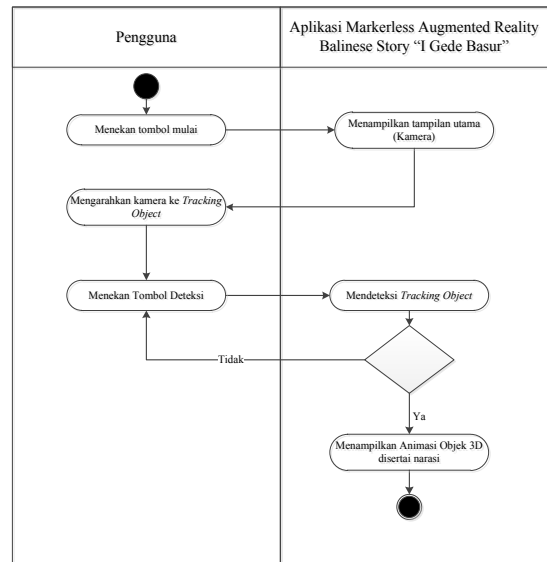 Pengguna
Aplikasi Markerless Augmented Reality
Balinese Story “I Gede Basur”
Menekan tombol mulai
Menampilkan tampilan utama
(Kamera)
Mengarahkan kamera ke Tracking
Object
Menekan Tombol Deteksi
Mendeteksi Tracking Object
Tidak
Ya
Menampilkan Animasi Objek 3D
disertai narasi